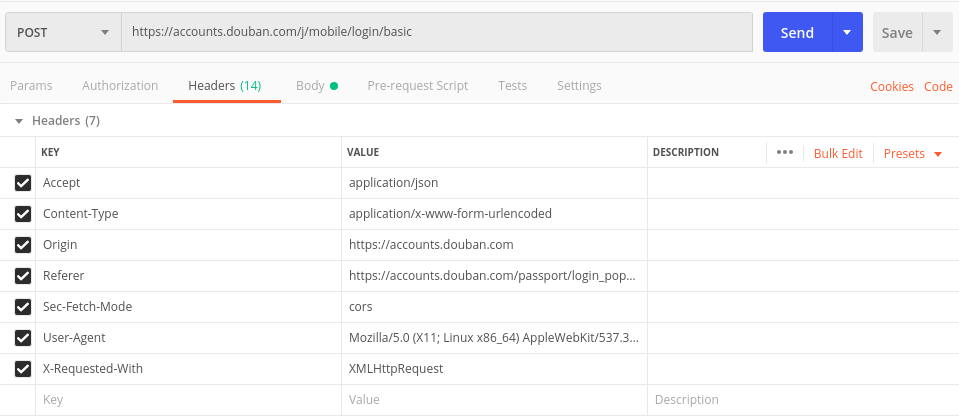 POST https://accounts.douban.com/j/mobile/login/basic Send Save
Params Authorization Headers (14) Body Pre-request Script Tests Settings Cookies Code
Headers (7)
KEY VALUE DESCRIPTION ••• Bulk Edit Presets
Accept application/json
Content-Type application/x-www-form-urlencoded
Origin https://accounts.douban.com
Referer https://accounts.douban.com/passport/login_pop...
Sec-Fetch-Mode cors
User-Agent Mozilla/5.0 (X11; Linux x86_64) AppleWebKit/537.3...
X-Requested-With XMLHttpRequest
Key Value Description